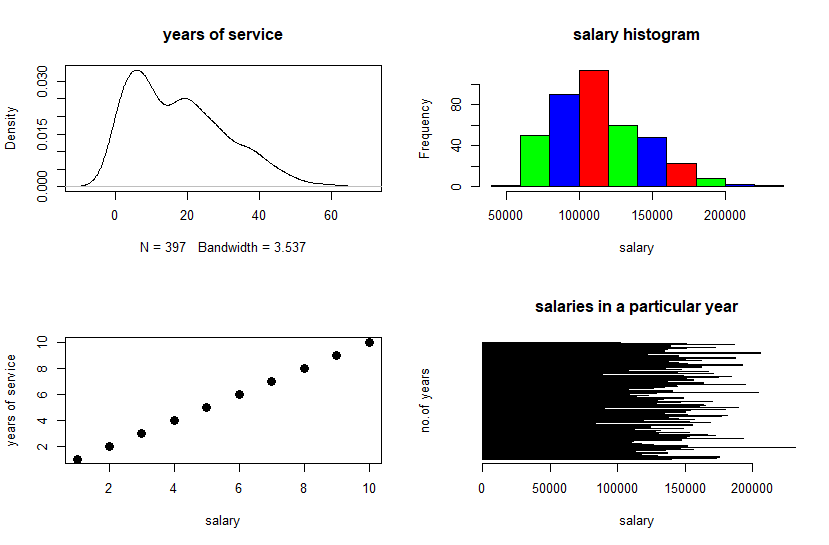 years of service
Density
0.000 0.015 0.030
0 20 40 60
N = 397 Bandwidth = 3.537
salary histogram
Frequency
0 40 80
50000 100000 150000 200000
salary
years of service
2 4 6 8 10
2 4 6 8 10
salary
salaries in a particular year
no.of years
0 50000 100000 150000 200000
salary